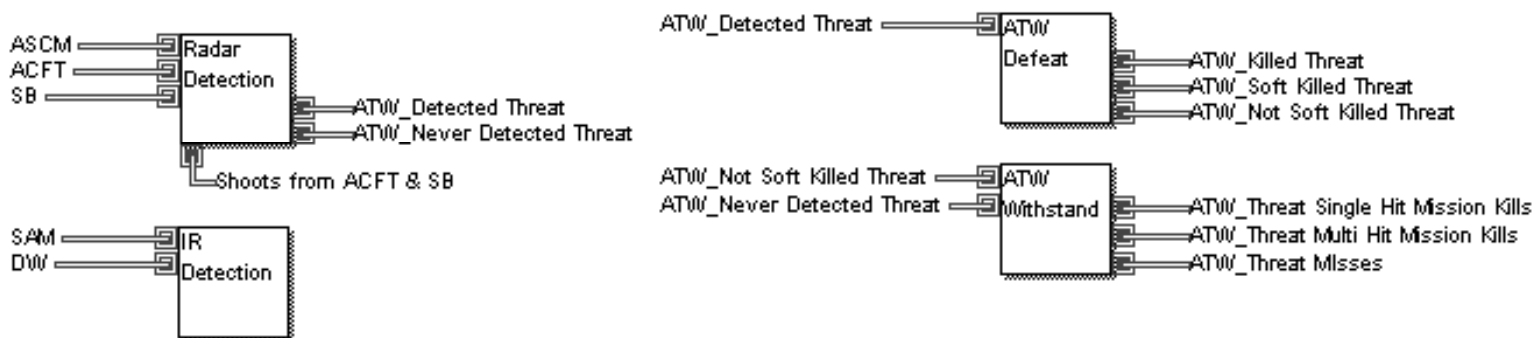 ASCM
ACFT
SB
Radar
Detection
ATW_Detected Threat
ATW_Never Detected Threat
Shoots from ACFT & SB
SAM
DW
IR
Detection
ATW_Detected Threat
ATW
Defeat
ATW_Killed Threat
ATW_Soft Killed Threat
ATW_Not Soft Killed Threat
ATW_Not Soft Killed Threat
ATW_Never Detected Threat
ATW
Withstand
ATW_Threat Single Hit Mission Kills
ATW_Threat Multi Hit Mission Kills
ATW_Threat MIsses